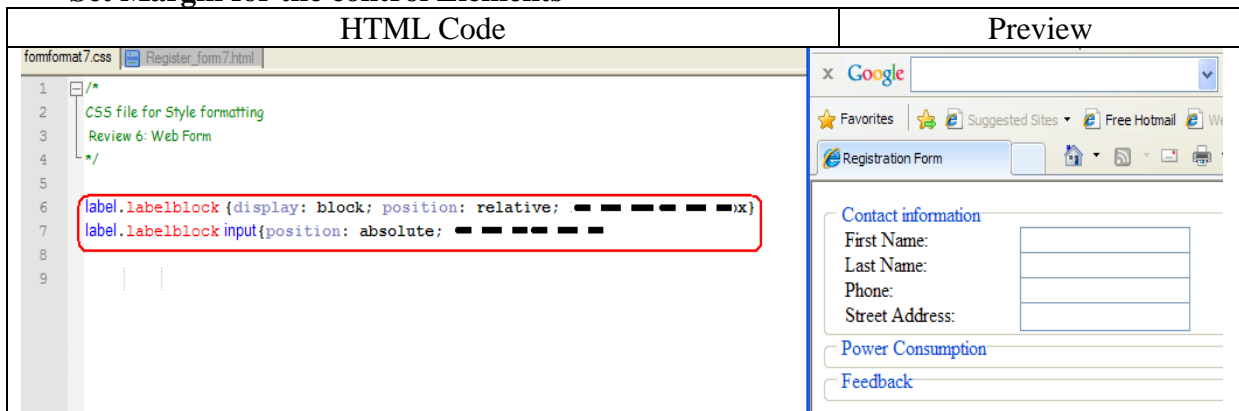 Set Margin for the control Elements
HTML Code
Preview
formformat7.css Register_form7.html
1 /*
2 CSS file for Style formatting
3 Review 6: Web Form
4 */
5
6 label.labelblock {display: block; position: relative; x}
7 label.labelblock input{position: absolute;
8
9
x Google
Favorites Suggested Sites Free Hotmail
Registration Form
Contact information
First Name:
Last Name:
Phone:
Street Address:
Power Consumption
Feedback